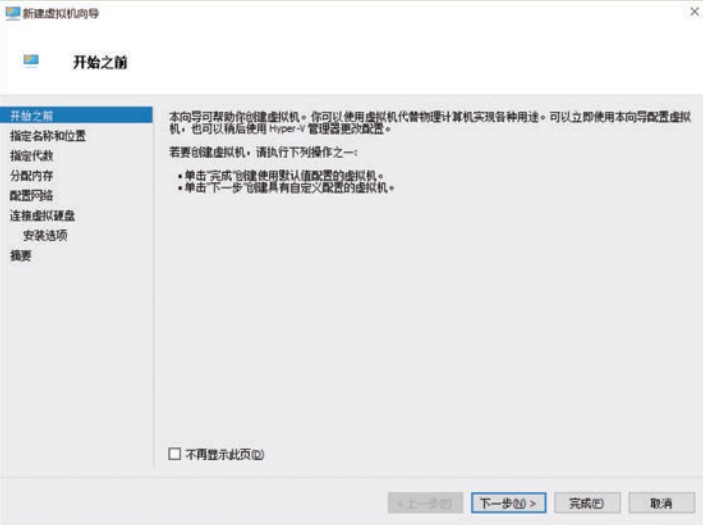 新建虚拟机向导
开始之前
开始之前
指定名称和位置
指定代数
分配内存
配置网络
连接虚拟硬盘
安装选项
摘要
本向导可帮助你创建虚拟机。你可以使用虚拟机代替物理计算机实现各种用途。可以立即使用本向导配置虚拟
机，也可以稍后使用 Hyper-V 管理器更改配置。
若要创建虚拟机，请执行下列操作之一:
•单击"完成"创建使用默认值配置的虚拟机。
•单击"下一步"创建具有自定义配置的虚拟机。
不再显示此页(D)
<上一步(P)
下一步(N) >
完成(F)
取消